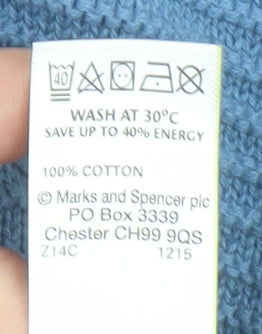 40
WASH AT 30°C
SAVE UP TO 40% ENERGY
100% COTTON
© Marks and Spencer plc
PO Box 3339
Chester CH99 9QS
Z14C 1215